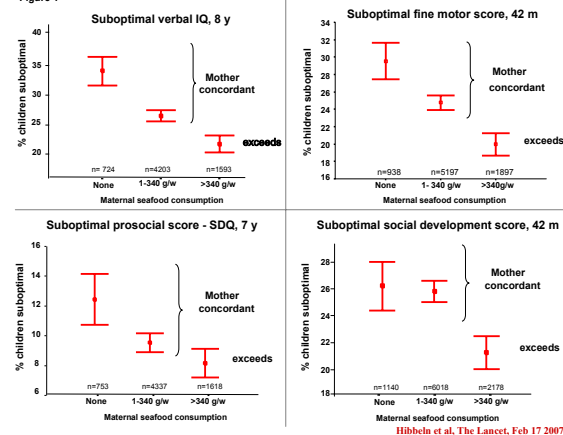 Suboptimal verbal IQ, 8 y
% children suboptimal
40
35
30
25
20
Mother
concordant
exceeds
n= 724 n=4203 n=1593
None 1-340 g/w >340 g/w
Maternal seafood consumption
Suboptimal fine motor score, 42 m
% children suboptimal
34
32
30
28
26
24
22
20
18
16
Mother
concordant
exceeds
n=938 n=5197 n=1897
None 1- 340 g/w >340g/w
Maternal seafood consumption
Suboptimal prosocial score - SDQ, 7 y
% children suboptimal
16
14
12
10
8
6
Mother
concordant
exceeds
n=753 n=4337 n=1618
None 1-340 g/w >340 g/w
Maternal seafood consumption
Suboptimal social development score, 42 m
% children suboptimal
28
26
24
22
20
18
Mother
concordant
exceeds
n=1140 n=6018 n=2178
None 1-340 g/w >340 g/w
Maternal seafood consumption
Hibbeln et al, The Lancet, Feb 17 2007